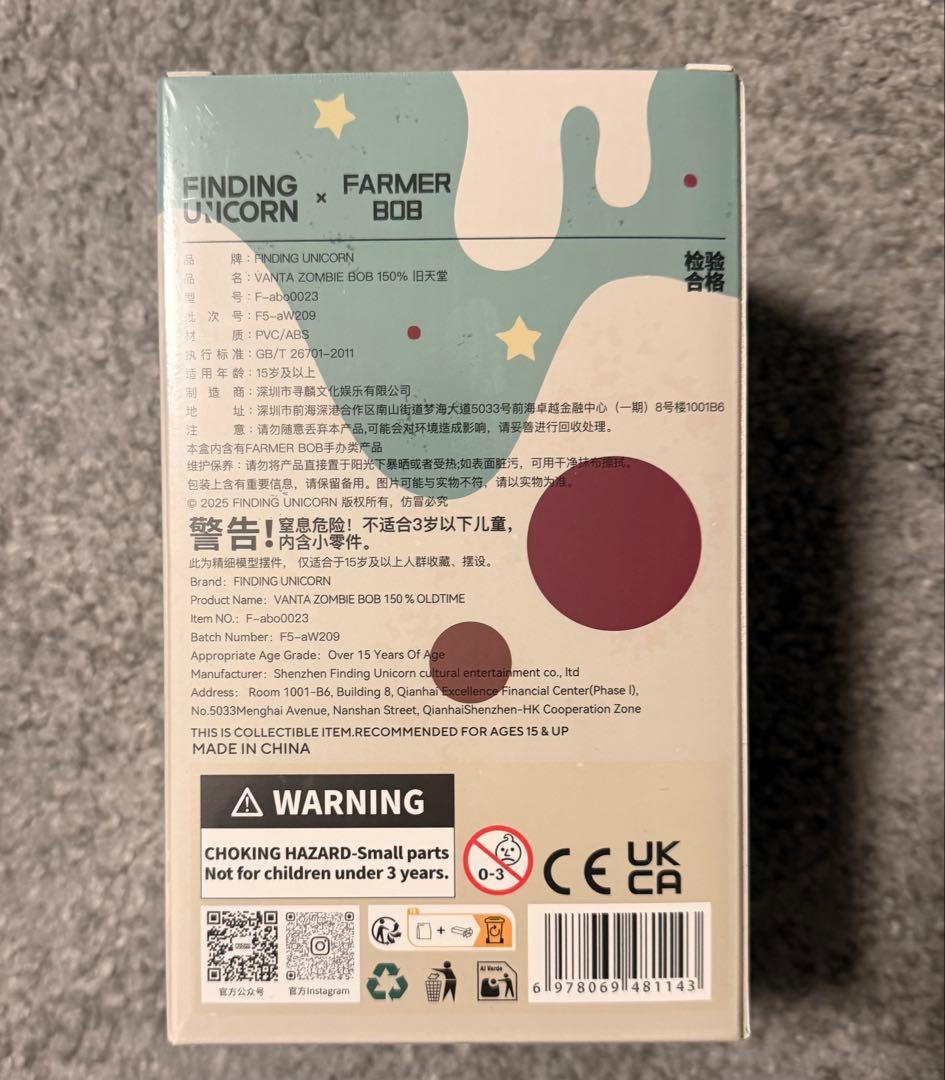 FINDING UNICORN × FARMER BOB
检验合格
品牌：FINDING UNICORN
品名：VANTA ZOMBIE BOB 150% 旧天堂
型号：F-abo0023
批次号：F5-aW209
材质：PVC/ABS
执行标准：GB/T 26701-2011
适用年龄：15岁及以上
制造商：深圳市寻麟文化娱乐有限公司
地址：深圳市前海深港合作区南山街道梦海大道5033号前海卓越金融中心（一期）8号楼1001B6
注意：请勿随意丢弃本产品,可能会对环境造成影响，请妥善进行回收处理。
本盒内含有FARMER BOB手办类产品
维护保养：请勿将产品直接置于阳光下暴晒或者受热;如表面脏污，可用干净抹布擦拭。
包装上含有重要信息，请保留备用。图片可能与实物不符，请以实物为准。
© 2025 FINDING UNICORN 版权所有，仿冒必究
警告！窒息危险！不适合3岁以下儿童，
内含小零件。
此为精细模型摆件， 仅适合于15岁及以上人群收藏、摆设。
Brand：FINDING UNICORN
Product Name：VANTA ZOMBIE BOB 150 % OLDTIME
Item NO.：F-abo0023
Batch Number：F5-aW209
Appropriate Age Grade：Over 15 Years Of Age
Manufacturer：Shenzhen Finding Unicorn cultural entertainment co., ltd
Address： Room 1001-B6, Building 8, Qianhai Excellence Financial Center(Phase I),
No.5033Menghai Avenue, Nanshan Street, QianhaiShenzhen-HK Cooperation Zone
THIS IS COLLECTIBLE ITEM.RECOMMENDED FOR AGES 15 & UP
MADE IN CHINA
WARNING
CHOKING HAZARD-Small parts
Not for children under 3 years.
0-3
CE
UK
CA
FR
+
Al Verde
官方公众号
官方Instagram
6 978069 481143